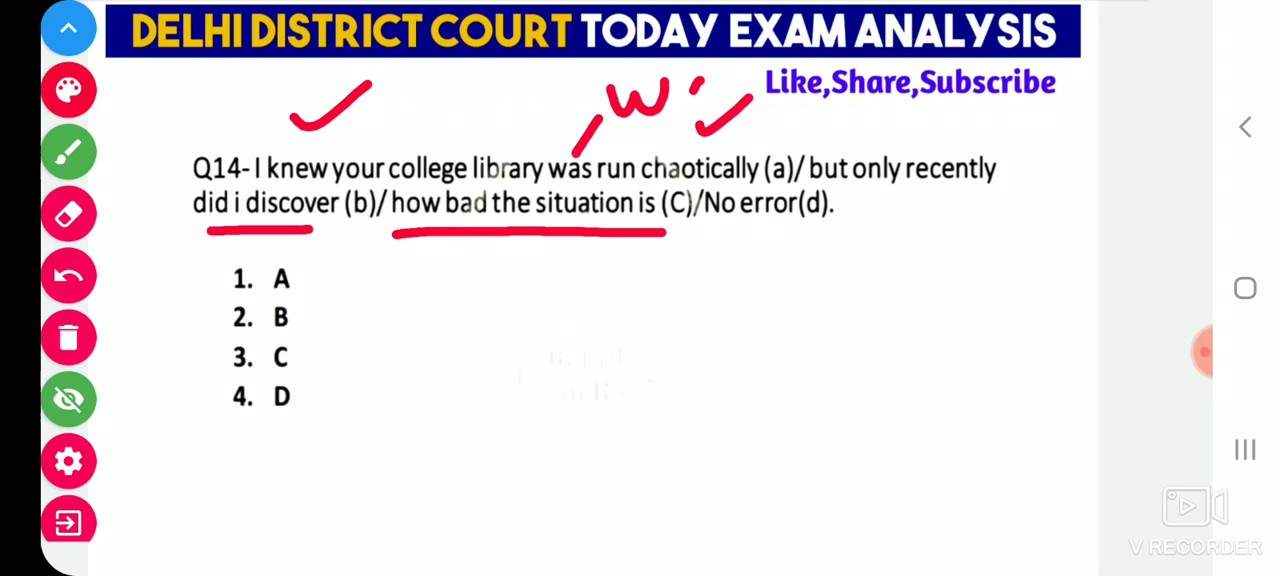 DELHI DISTRICT COURT TODAY EXAM ANALYSIS
Like,Share,Subscribe
W
Q14- I knew your college library was run chaotically (a)/ but only recently
did i discover (b)/ how bad the situation is (C)/No error(d).
1. A
2. B
3. C
4. D
V RECORDER